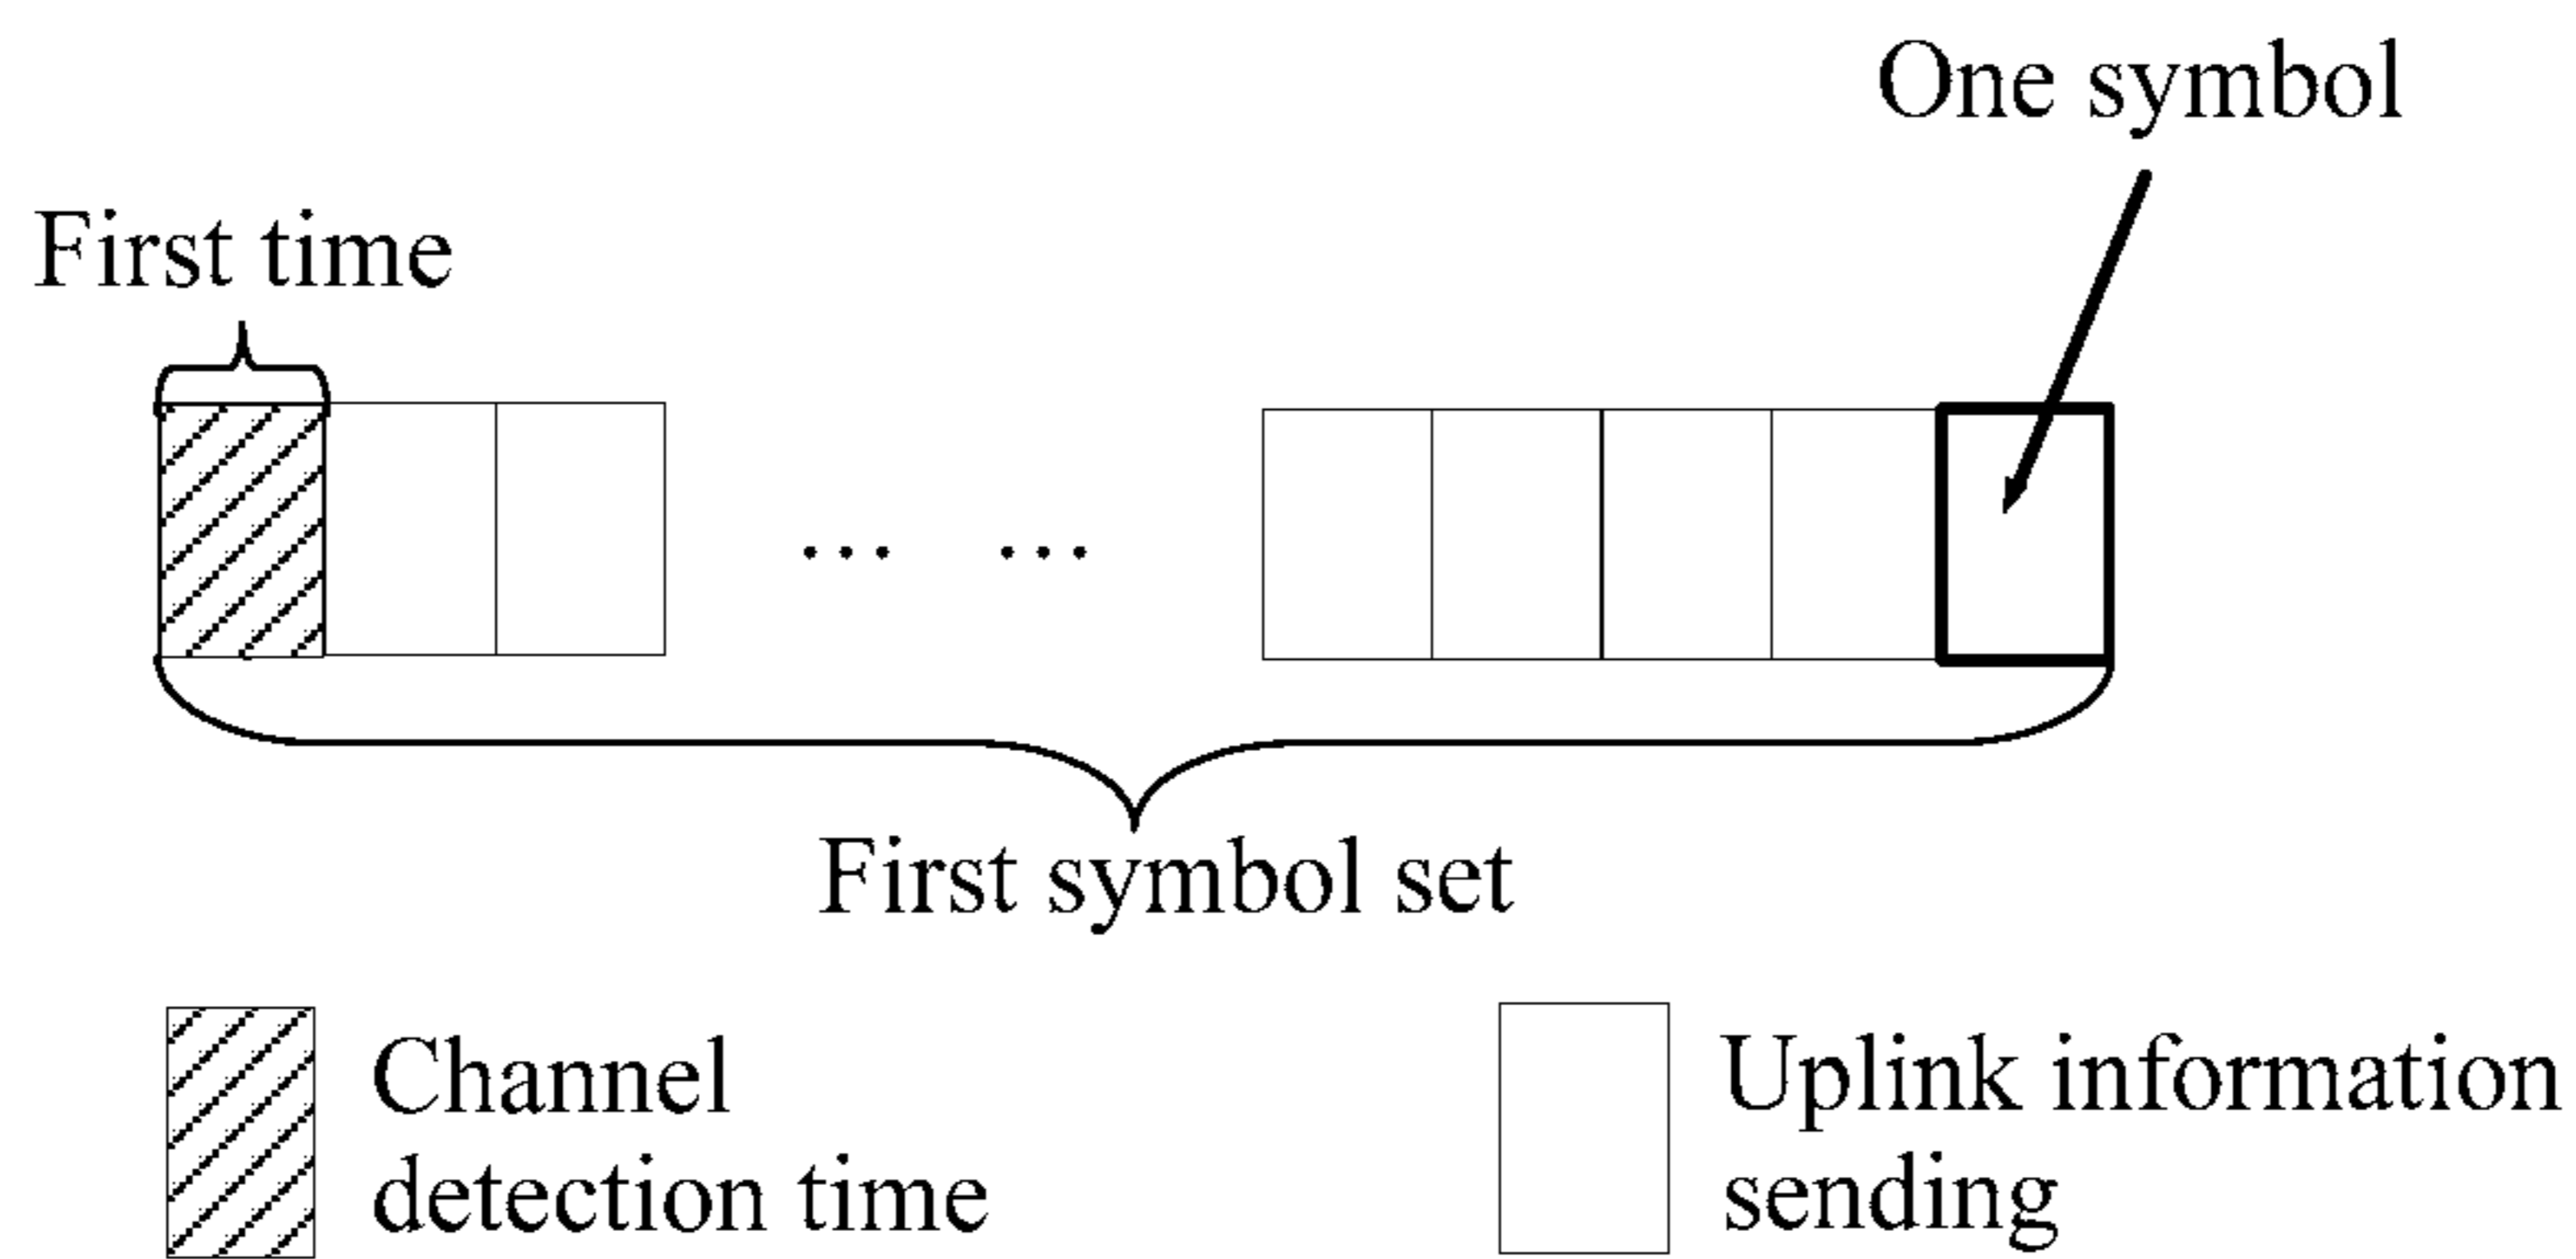 One symbol
First time
... ...
First symbol set
Channel
detection time
Uplink information
sending